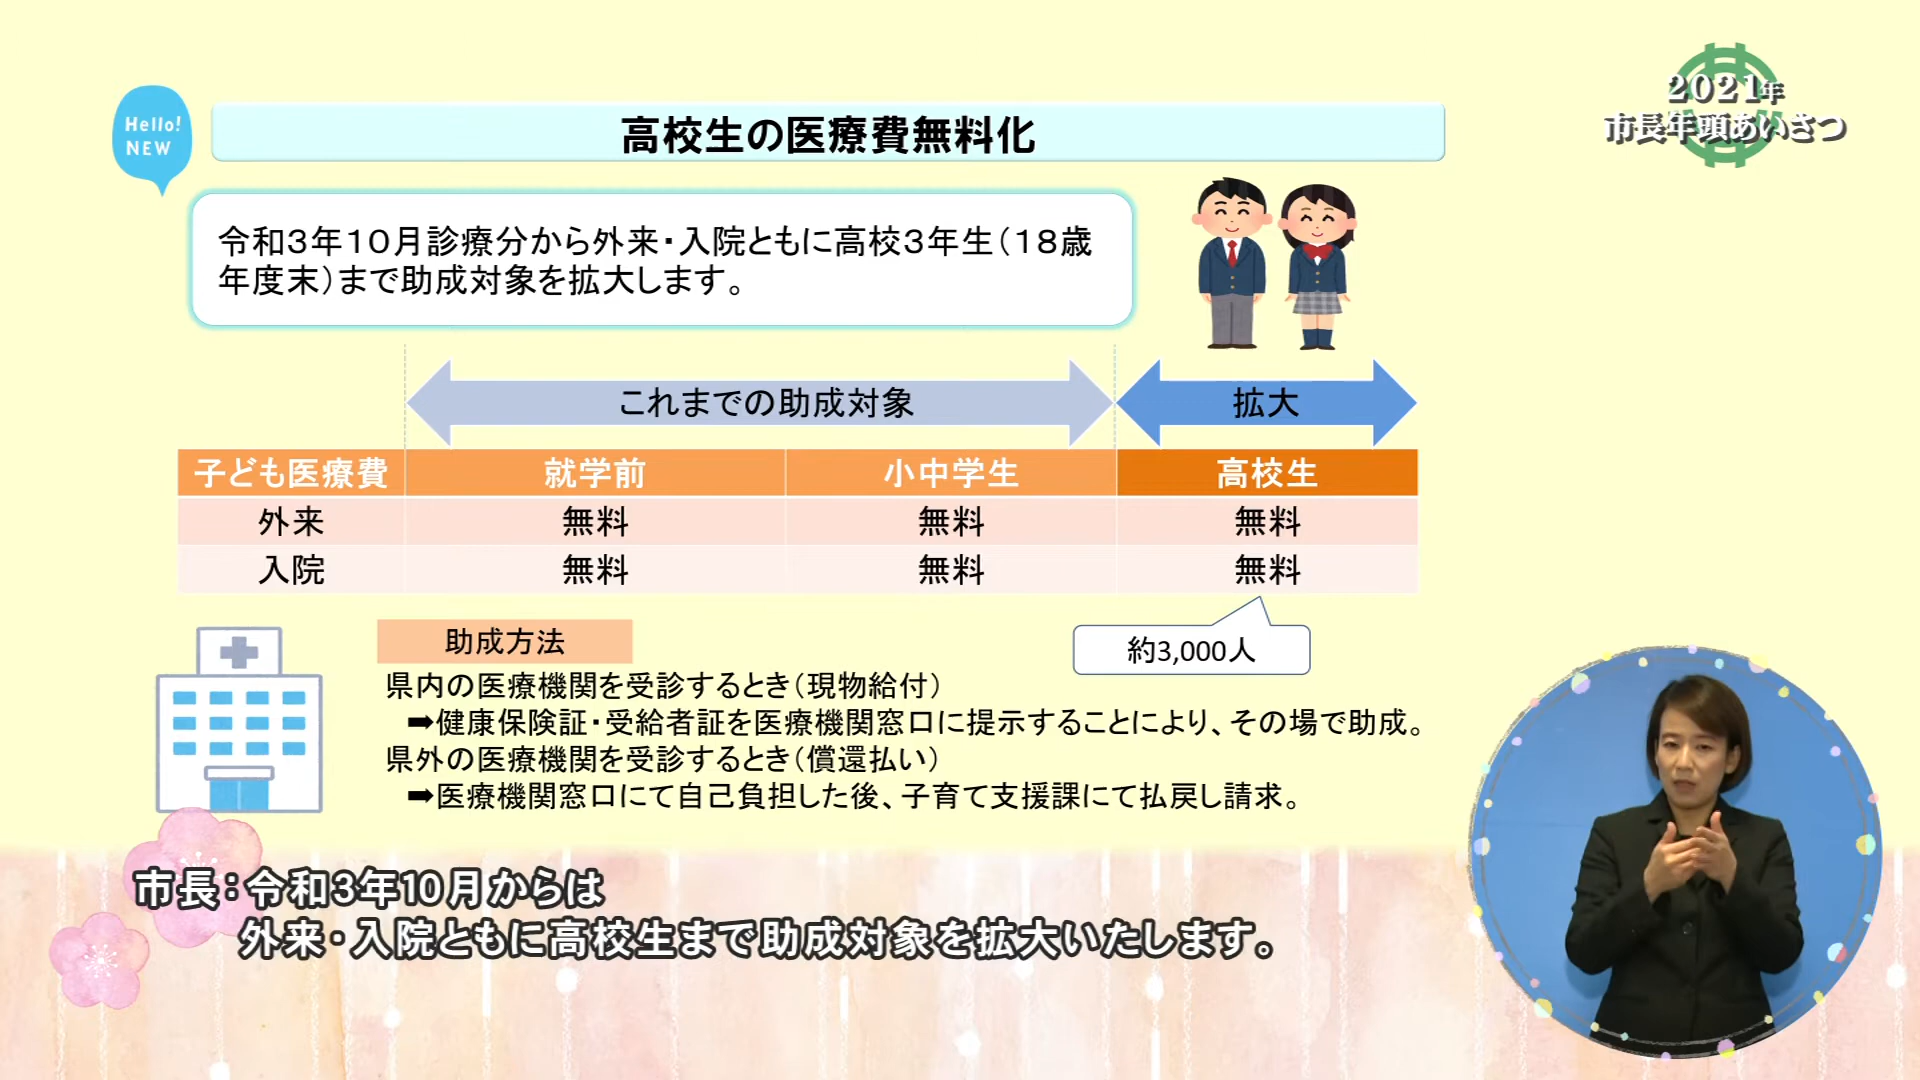 Hello!
NEW
高校生の医療費無料化
2021年
市長年頭あいさつ
令和３年１０月診療分から外来・入院ともに高校３年生（１８歳
年度末）まで助成対象を拡大します。
これまでの助成対象
拡大
子ども医療費 就学前 小中学生 高校生
外来 無料 無料 無料
入院 無料 無料 無料
約3,000人
助成方法
県内の医療機関を受診するとき（現物給付）
➡健康保険証・受給者証を医療機関窓口に提示することにより、その場で助成。
県外の医療機関を受診するとき（償還払い）
➡医療機関窓口にて自己負担した後、子育て支援課にて払戻し請求。
市長：令和3年10月からは
外来・入院ともに高校生まで助成対象を拡大いたします。